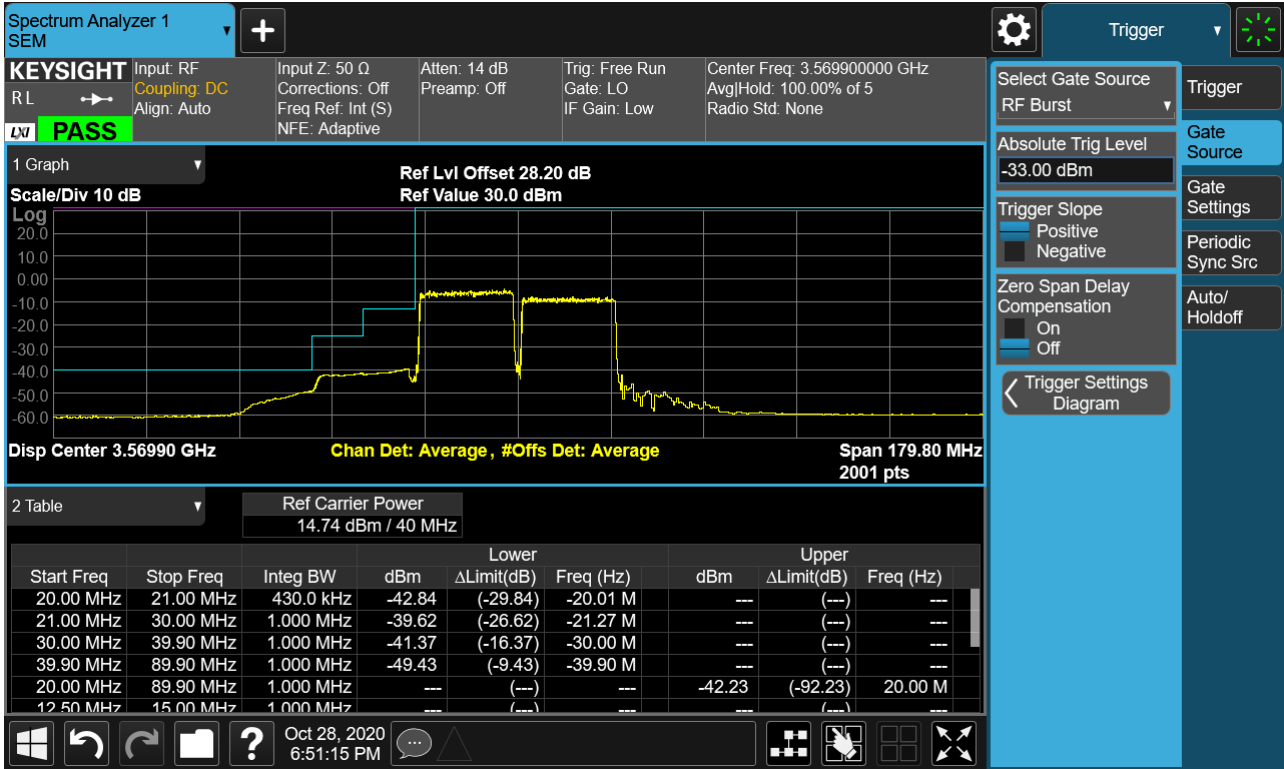 Spectrum Analyzer 1
SEM
Trigger
KEYSIGHT
R L
LXI
PASS
Input: RF
Coupling: DC
Align: Auto
Input Z: 50 Ω
Corrections: Off
Freq Ref: Int (S)
NFE: Adaptive
Atten: 14 dB
Preamp: Off
Trig: Free Run
Gate: LO
IF Gain: Low
Center Freq: 3.569900000 GHz
Avg|Hold: 100.00% of 5
Radio Std: None
1 Graph
Ref Lvl Offset 28.20 dB
Scale/Div 10 dB
Ref Value 30.0 dBm
Log
20.0
10.0
0.00
-10.0
-20.0
-30.0
-40.0
-50.0
-60.0
Disp Center 3.56990 GHz
Chan Det: Average , #Offs Det: Average
Span 179.80 MHz
2001 pts
2 Table
Ref Carrier Power
14.74 dBm / 40 MHz
Lower Upper
Start Freq Stop Freq Integ BW dBm ΔLimit(dB) Freq (Hz) dBm ΔLimit(dB) Freq (Hz)
20.00 MHz 21.00 MHz 430.0 kHz -42.84 (-29.84) -20.01 M --- (---) ---
21.00 MHz 30.00 MHz 1.000 MHz -39.62 (-26.62) -21.27 M --- (---) ---
30.00 MHz 39.90 MHz 1.000 MHz -41.37 (-16.37) -30.00 M --- (---) ---
39.90 MHz 89.90 MHz 1.000 MHz -49.43 (-9.43) -39.90 M --- (---) ---
20.00 MHz 89.90 MHz 1.000 MHz --- (---) --- -42.23 (-92.23) 20.00 M
12.50 MHz 15.00 MHz 1.000 MHz --- (---) --- --- (---) ---
Oct 28, 2020
6:51:15 PM
Select Gate Source
RF Burst
Absolute Trig Level
-33.00 dBm
Trigger Slope
Positive
Negative
Zero Span Delay
Compensation
On
Off
Trigger Settings
Diagram
Trigger
Gate
Source
Gate
Settings
Periodic
Sync Src
Auto/
Holdoff